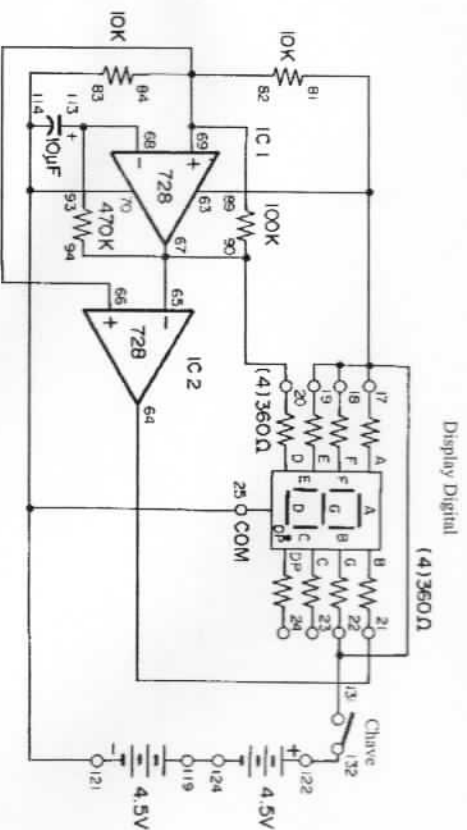 Display Digital
(4)360Ω
Chave
131
132
17
A
B
21
18
F
G
22
19
E
C
23
20
D
DP
24
A
F
B
G
E
C
D
DP
(4)360Ω
25
COM
81
82
10K
89
90
100K
IC 1
IC 2
69
+
63
728
67
68
−
70
84
83
10K
65
−
66
+
728
64
93
94
470K
113
+
114
10µF
122
+
124
119
121
−
4.5V
4.5V